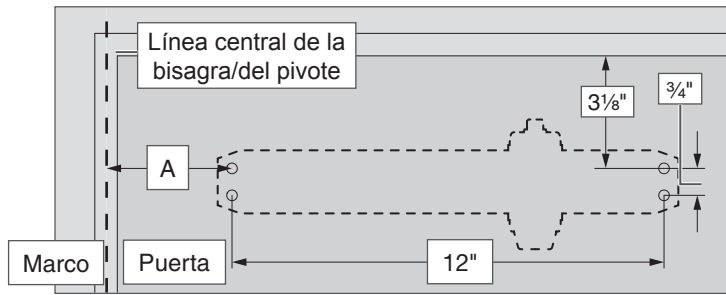 Línea central de la
bisagra/del pivote
3⅛"
¾"
A
Marco
Puerta
12"